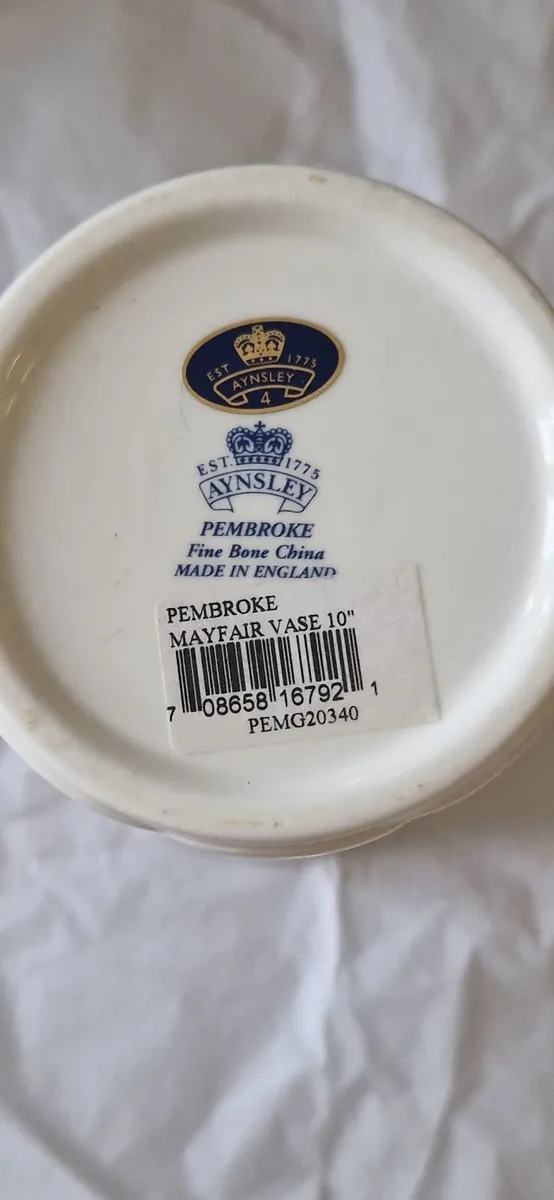 EST 1775
AYNSLEY
4
EST. 1775
AYNSLEY
PEMBROKE
Fine Bone China
MADE IN ENGLAND
PEMBROKE
MAYFAIR VASE 10"
7 08658 16792 1
PEMG20340